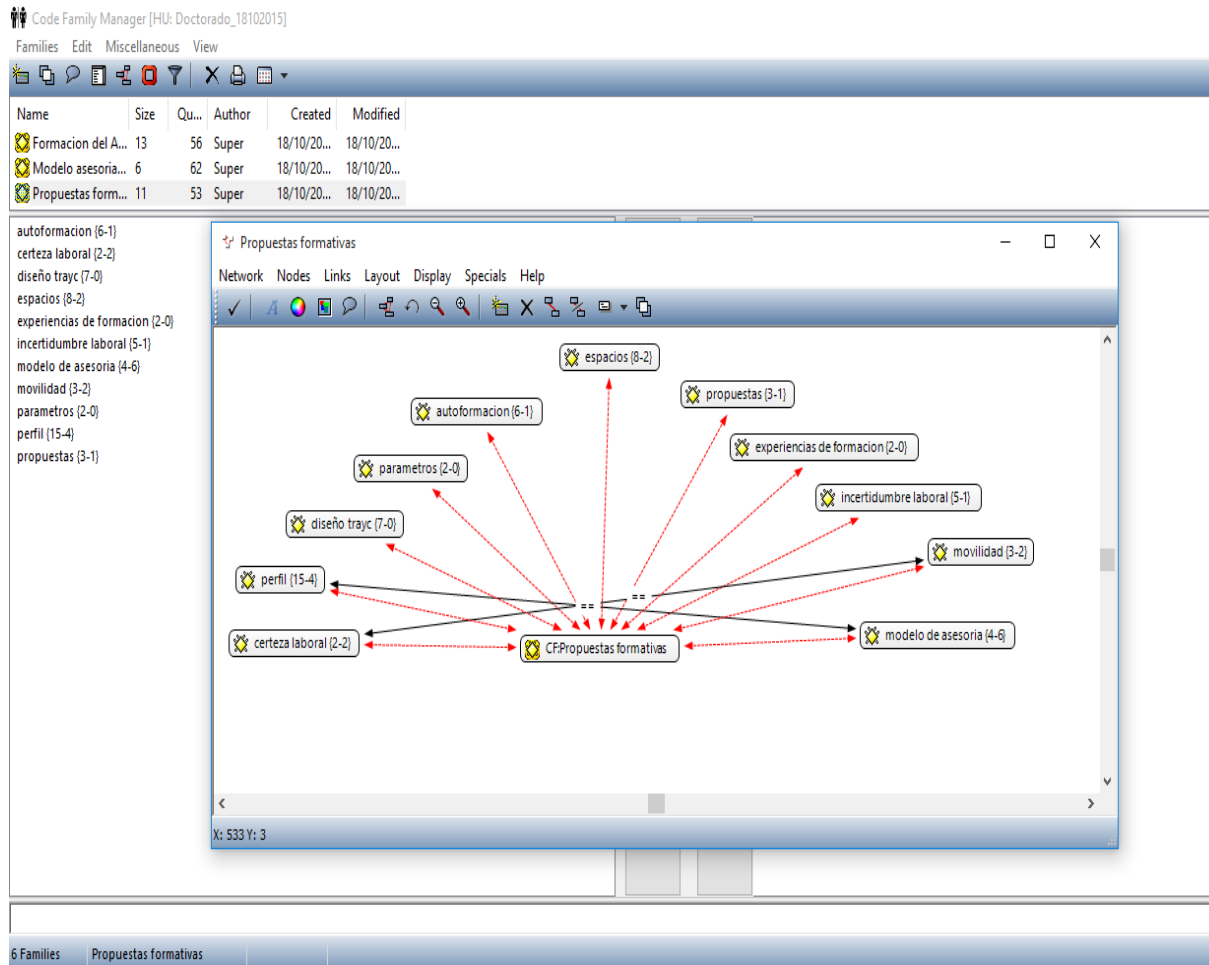 Code Family Manager [HU: Doctorado_18102015]
Families Edit Miscellaneous View
Name Size Qu... Author Created Modified
Formacion del A... 13 56 Super 18/10/20... 18/10/20...
Modelo asesoria... 6 62 Super 18/10/20... 18/10/20...
Propuestas form... 11 53 Super 18/10/20... 18/10/20...
autoformacion {6-1}
certeza laboral {2-2}
diseño trayc {7-0}
espacios {8-2}
experiencias de formacion {2-0}
incertidumbre laboral {5-1}
modelo de asesoria {4-6}
movilidad {3-2}
parametros {2-0}
perfil {15-4}
propuestas {3-1}
Propuestas formativas
Network Nodes Links Layout Display Specials Help
espacios {8-2}
propuestas {3-1}
autoformacion {6-1}
experiencias de formacion {2-0}
parametros {2-0}
incertidumbre laboral {5-1}
diseño trayc {7-0}
movilidad {3-2}
perfil {15-4}
==
==
certeza laboral {2-2}
modelo de asesoria {4-6}
CF:Propuestas formativas
X: 533 Y: 3
6 Families Propuestas formativas